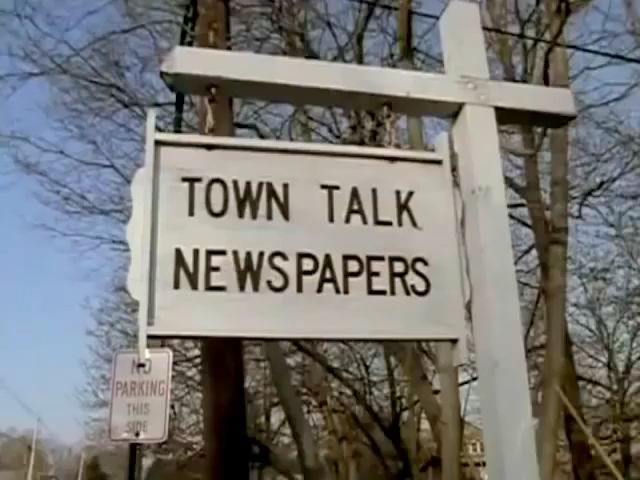 TOWN TALK
NEWSPAPERS
NO
PARKING
THIS
SIDE